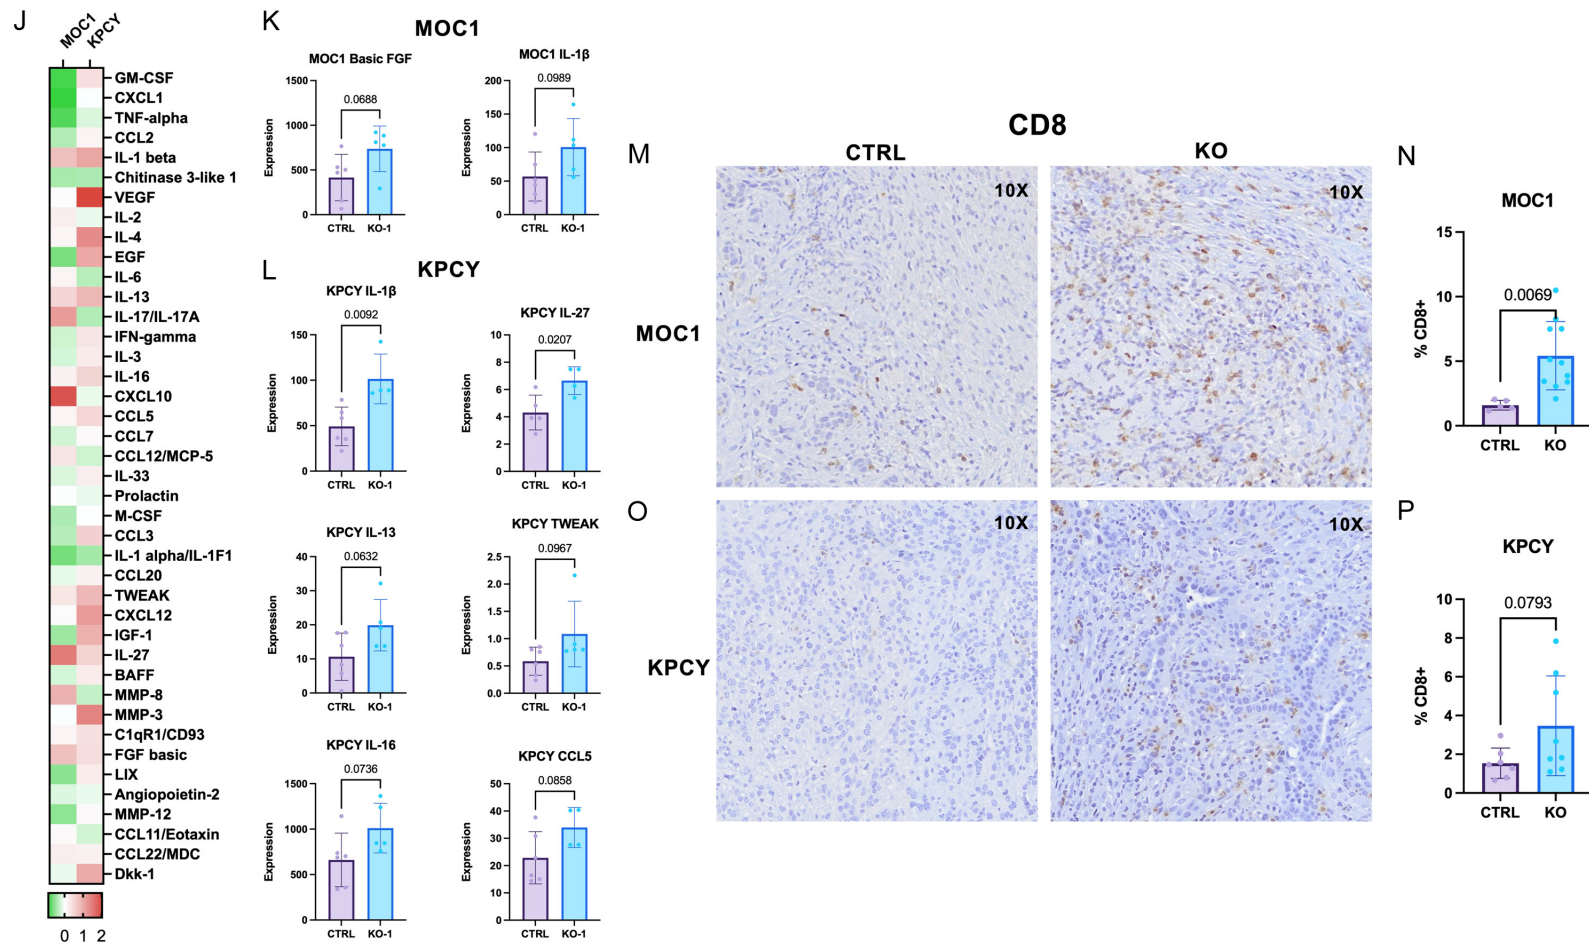 J
MOC1
KPCY
GM-CSF
CXCL1
TNF-alpha
CCL2
IL-1 beta
Chitinase 3-like 1
VEGF
IL-2
IL-4
EGF
IL-6
IL-13
IL-17/IL-17A
IFN-gamma
IL-3
IL-16
CXCL10
CCL5
CCL7
CCL12/MCP-5
IL-33
Prolactin
M-CSF
CCL3
IL-1 alpha/IL-1F1
CCL20
TWEAK
CXCL12
IGF-1
IL-27
BAFF
MMP-8
MMP-3
C1qR1/CD93
FGF basic
LIX
Angiopoietin-2
MMP-12
CCL11/Eotaxin
CCL22/MDC
Dkk-1
0 1 2
K
MOC1
MOC1 Basic FGF
Expression
1500
1000
500
0
0.0688
CTRL KO-1
MOC1 IL-1β
Expression
200
150
100
50
0
0.0989
CTRL KO-1
L
KPCY
KPCY IL-1β
Expression
150
100
50
0
0.0092
CTRL KO-1
KPCY IL-27
Expression
10
8
6
4
2
0
0.0207
CTRL KO-1
KPCY IL-13
Expression
40
30
20
10
0
0.0632
CTRL KO-1
KPCY TWEAK
Expression
2.5
2.0
1.5
1.0
0.5
0.0
0.0967
CTRL KO-1
KPCY IL-16
Expression
1500
1000
500
0
0.0736
CTRL KO-1
KPCY CCL5
Expression
50
40
30
20
10
0
0.0858
CTRL KO-1
CD8
M
CTRL
KO
MOC1
10X
10X
N
MOC1
% CD8+
15
10
5
0
0.0069
CTRL KO
O
KPCY
10X
10X
P
KPCY
% CD8+
10
8
6
4
2
0
0.0793
CTRL KO